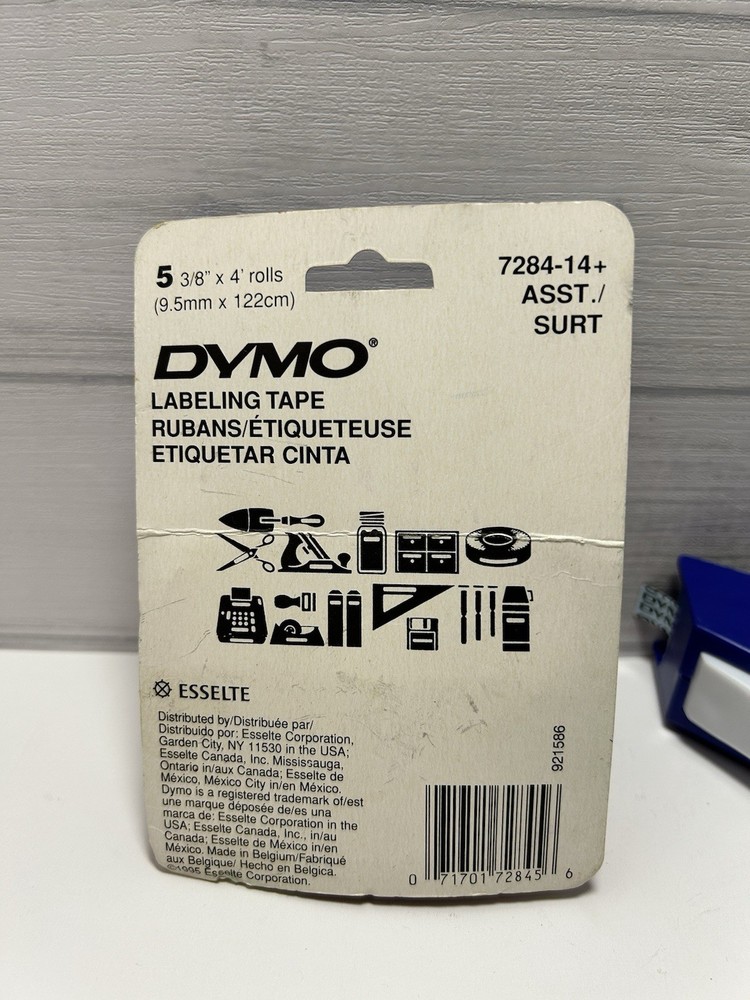 5 3/8" x 4' rolls
(9.5mm x 122cm)
7284-14+
ASST./
SURT
DYMO®
LABELING TAPE
RUBANS/ÉTIQUETEUSE
ETIQUETAR CINTA
ESSELTE
Distributed by/Distribuée par/
Distribuido por: Esselte Corporation,
Garden City, NY 11530 in the USA;
Esselte Canada, Inc. Mississauga,
Ontario in/aux Canada; Esselte de
México, México City in/en México.
Dymo is a registered trademark of/est
une marque déposée de/es una
marca de: Esselte Corporation in the
USA; Esselte Canada, Inc., in/au
Canada; Esselte de México in/en
México. Made in Belgium/Fabriqué
aux Belgique/ Hecho en Belgica.
©1995 Esselte Corporation.
921586
0 71701 72845 6